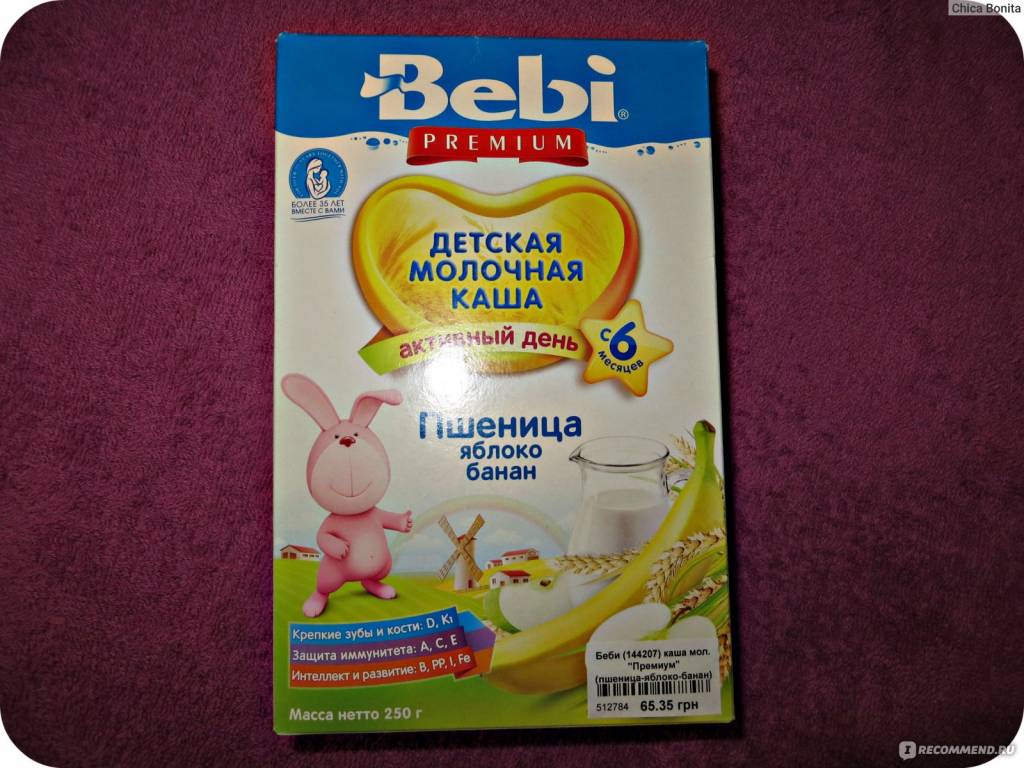 Chica Bonita
Bebi®
PREMIUM
БОЛЕЕ 35 ЛЕТ
ВМЕСТЕ С ВАМИ
ДЕТСКАЯ
МОЛОЧНАЯ
КАША
активный день
с 6
месяцев
Пшеница
яблоко
банан
Крепкие зубы и кости: D, K₁
Защита иммунитета: A, C, E
Интеллект и развитие: B, PP, I, Fe
Масса нетто 250 г
Беби (144207) каша мол.
"Премиум"
(пшеница-яблоко-банан)
512784 65.35 грн
IRECOMMEND.RU